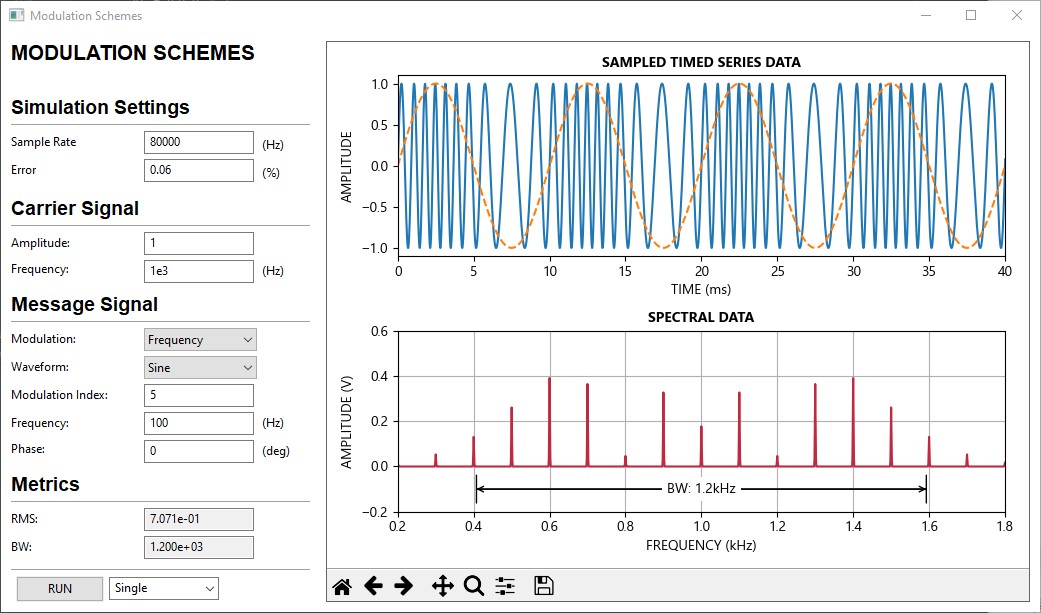 Modulation Schemes
MODULATION SCHEMES
Simulation Settings
Sample Rate 80000 (Hz)
Error 0.06 (%)
Carrier Signal
Amplitude: 1
Frequency: 1e3 (Hz)
Message Signal
Modulation: Frequency
Waveform: Sine
Modulation Index: 5
Frequency: 100 (Hz)
Phase: 0 (deg)
Metrics
RMS: 7.071e-01
BW: 1.200e+03
RUN Single
SAMPLED TIMED SERIES DATA
AMPLITUDE
1.0
0.5
0.0
−0.5
−1.0
0 5 10 15 20 25 30 35 40
TIME (ms)
SPECTRAL DATA
AMPLITUDE (V)
0.6
0.4
0.2
0.0
−0.2
BW: 1.2kHz
0.2 0.4 0.6 0.8 1.0 1.2 1.4 1.6 1.8
FREQUENCY (kHz)